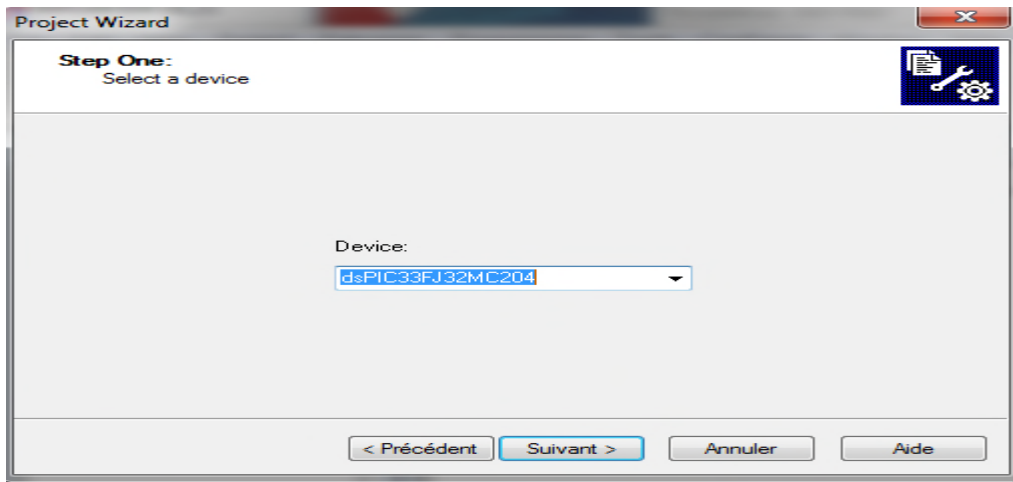 Project Wizard
Step One:
Select a device
Device:
dsPIC33FJ32MC204
< Précédent Suivant > Annuler Aide